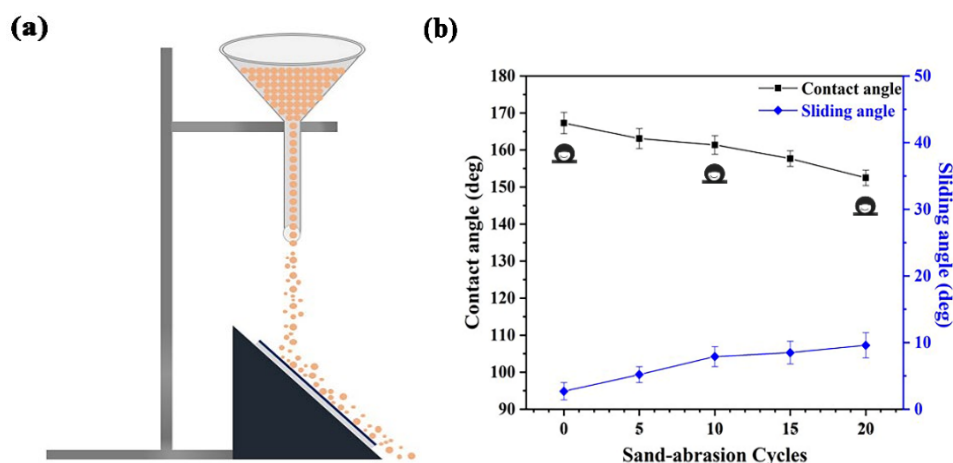 (a)
(b)
Contact angle
Sliding angle
Contact angle (deg)
180
170
160
150
140
130
120
110
100
90
50
40
30
20
10
0
Sliding angle (deg)
0 5 10 15 20
Sand-abrasion Cycles